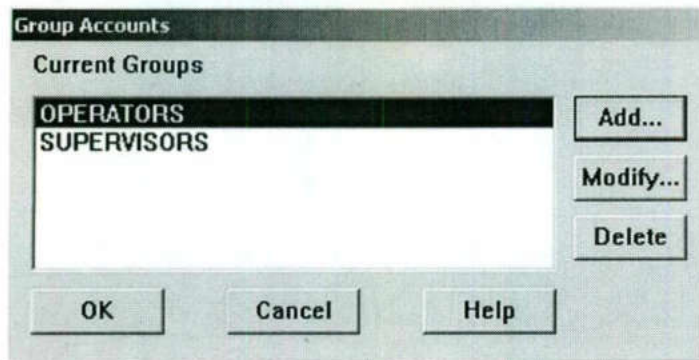 Group Accounts
Current Groups
OPERATORS
SUPERVISORS
Add...
Modify...
Delete
OK
Cancel
Help